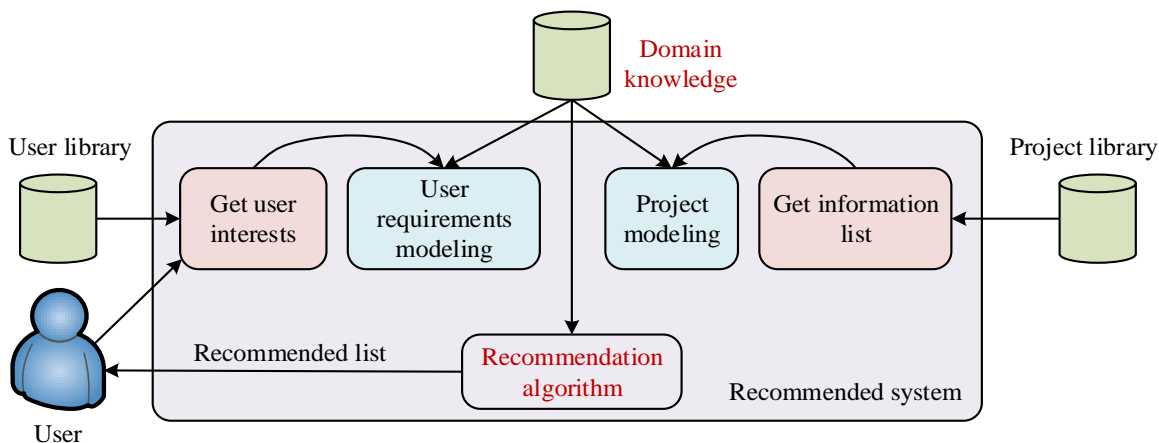 Domain
knowledge
User library
Project library
Get user
interests
User
requirements
modeling
Project
modeling
Get information
list
Recommended list
Recommendation
algorithm
Recommended system
User